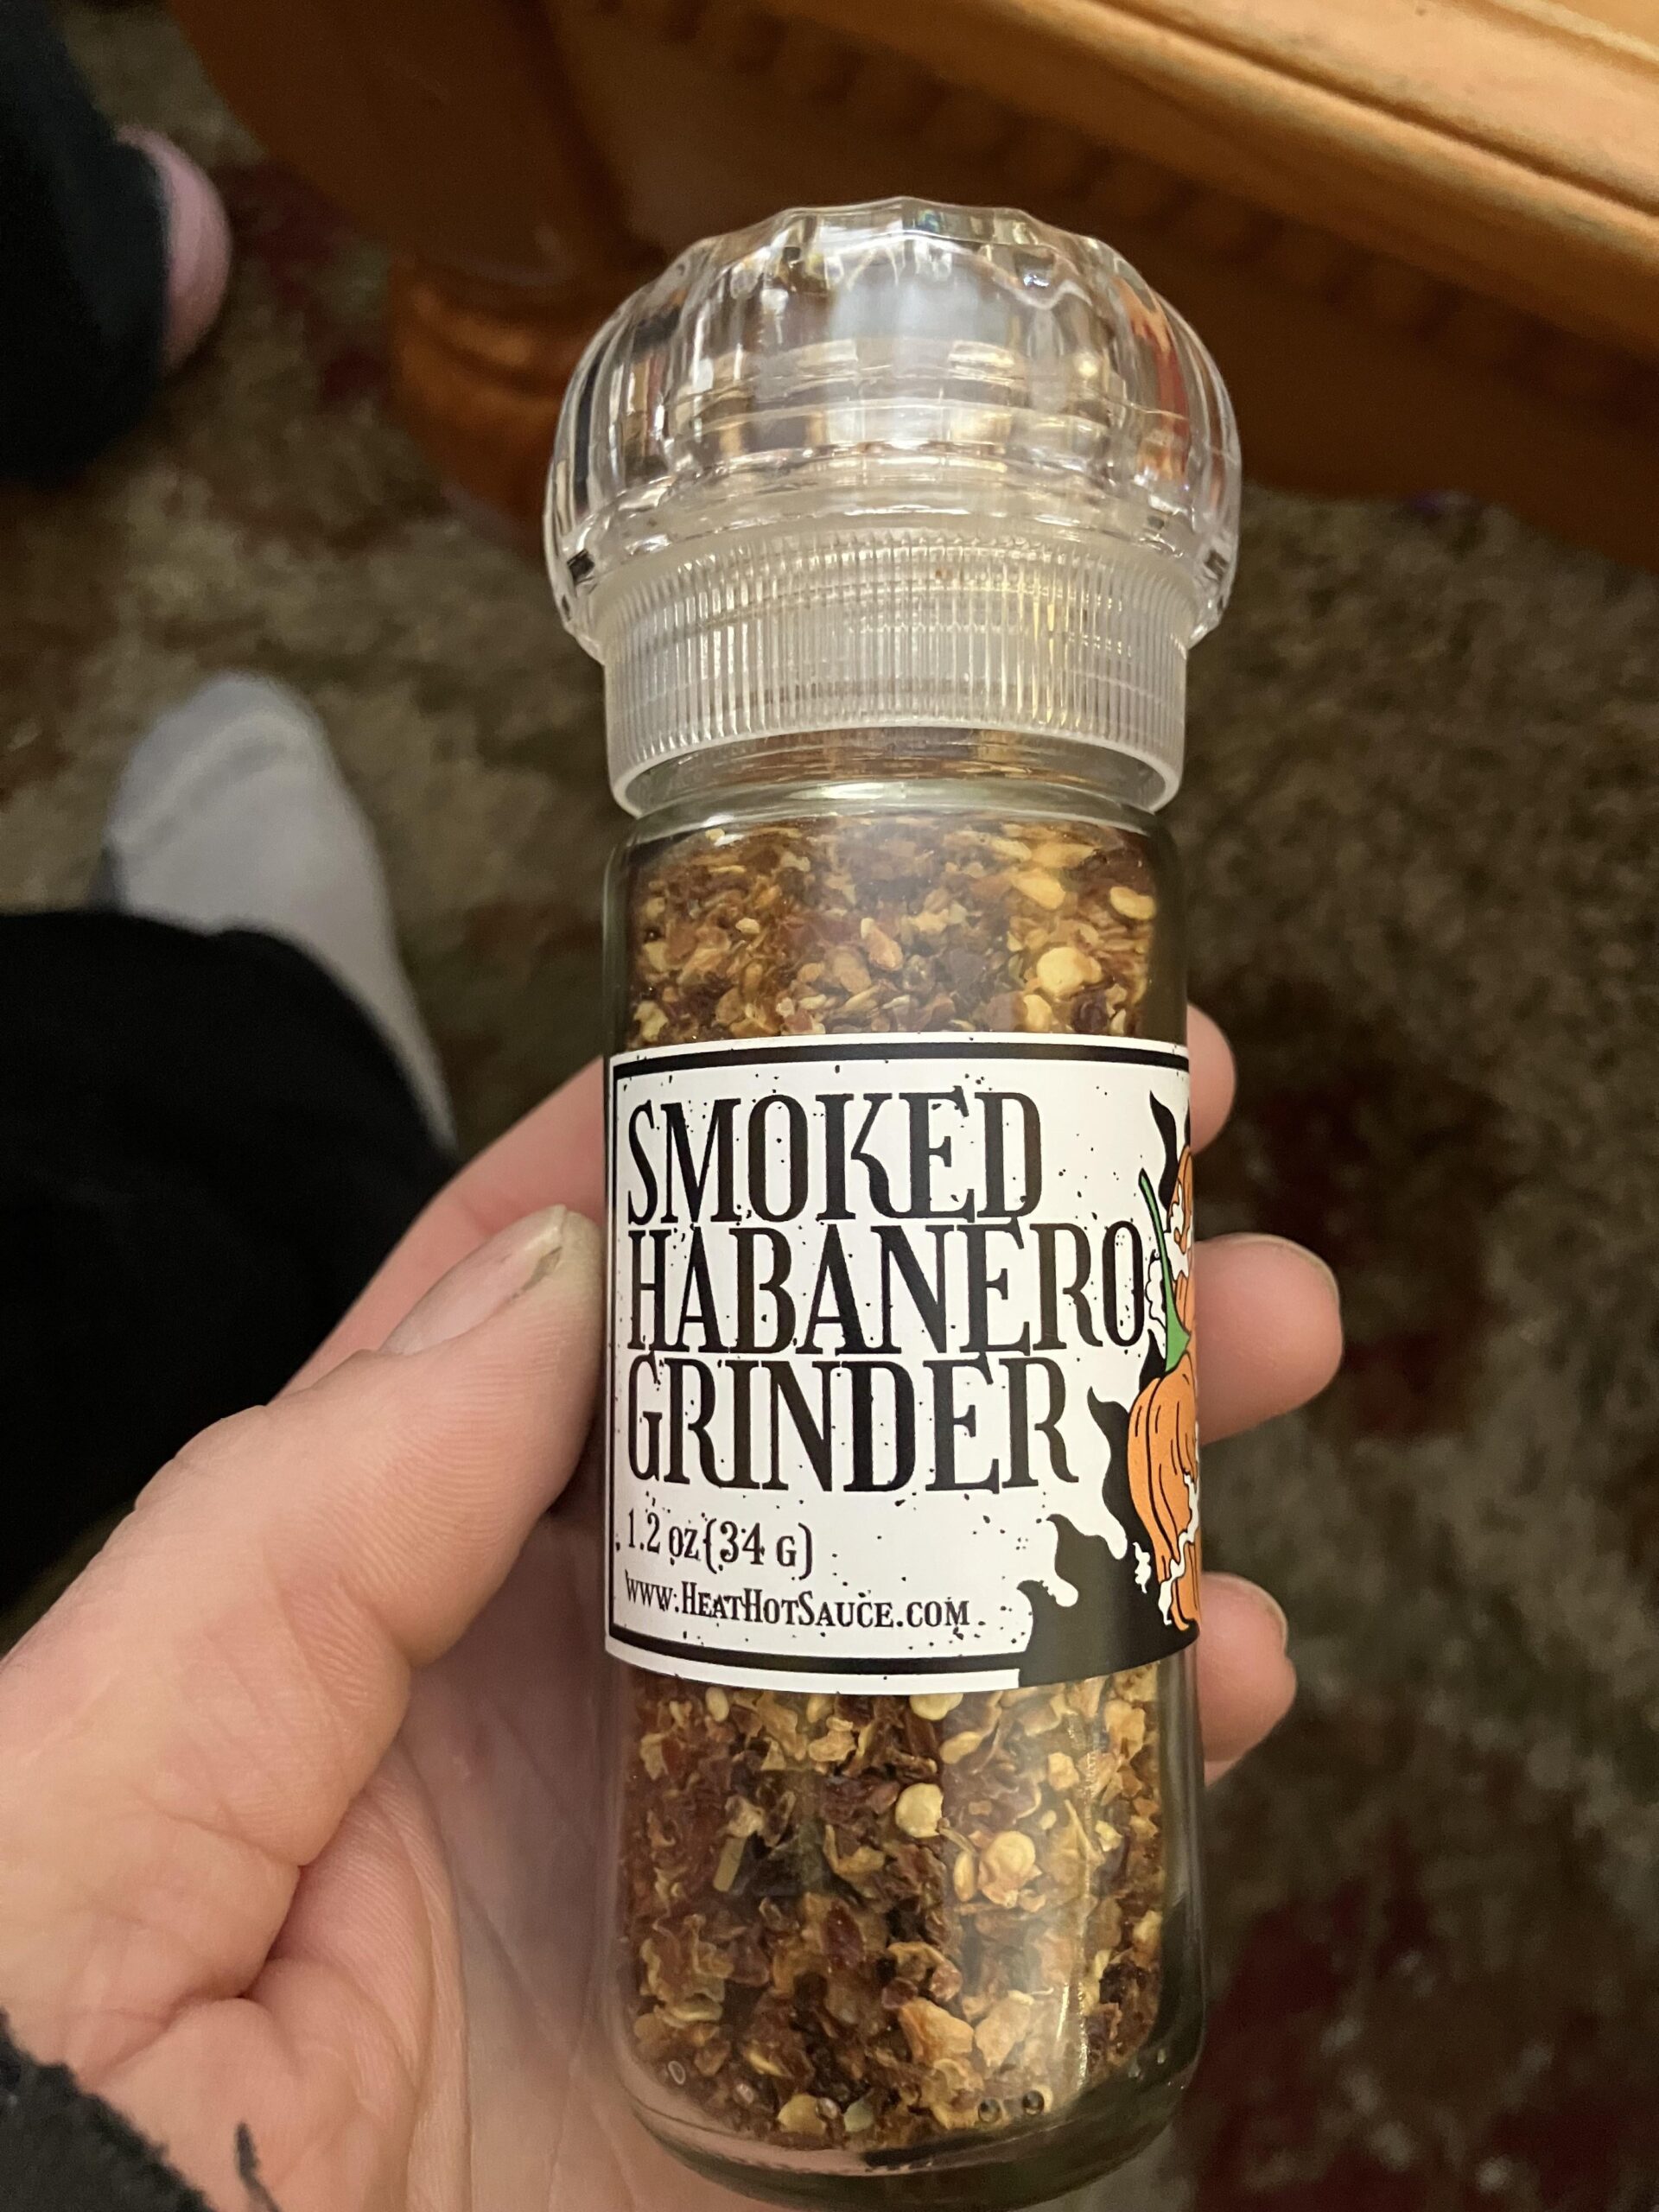 SMOKED
HABANERO
GRINDER
1.2 oz (34 G)
www.HeatHotSauce.com